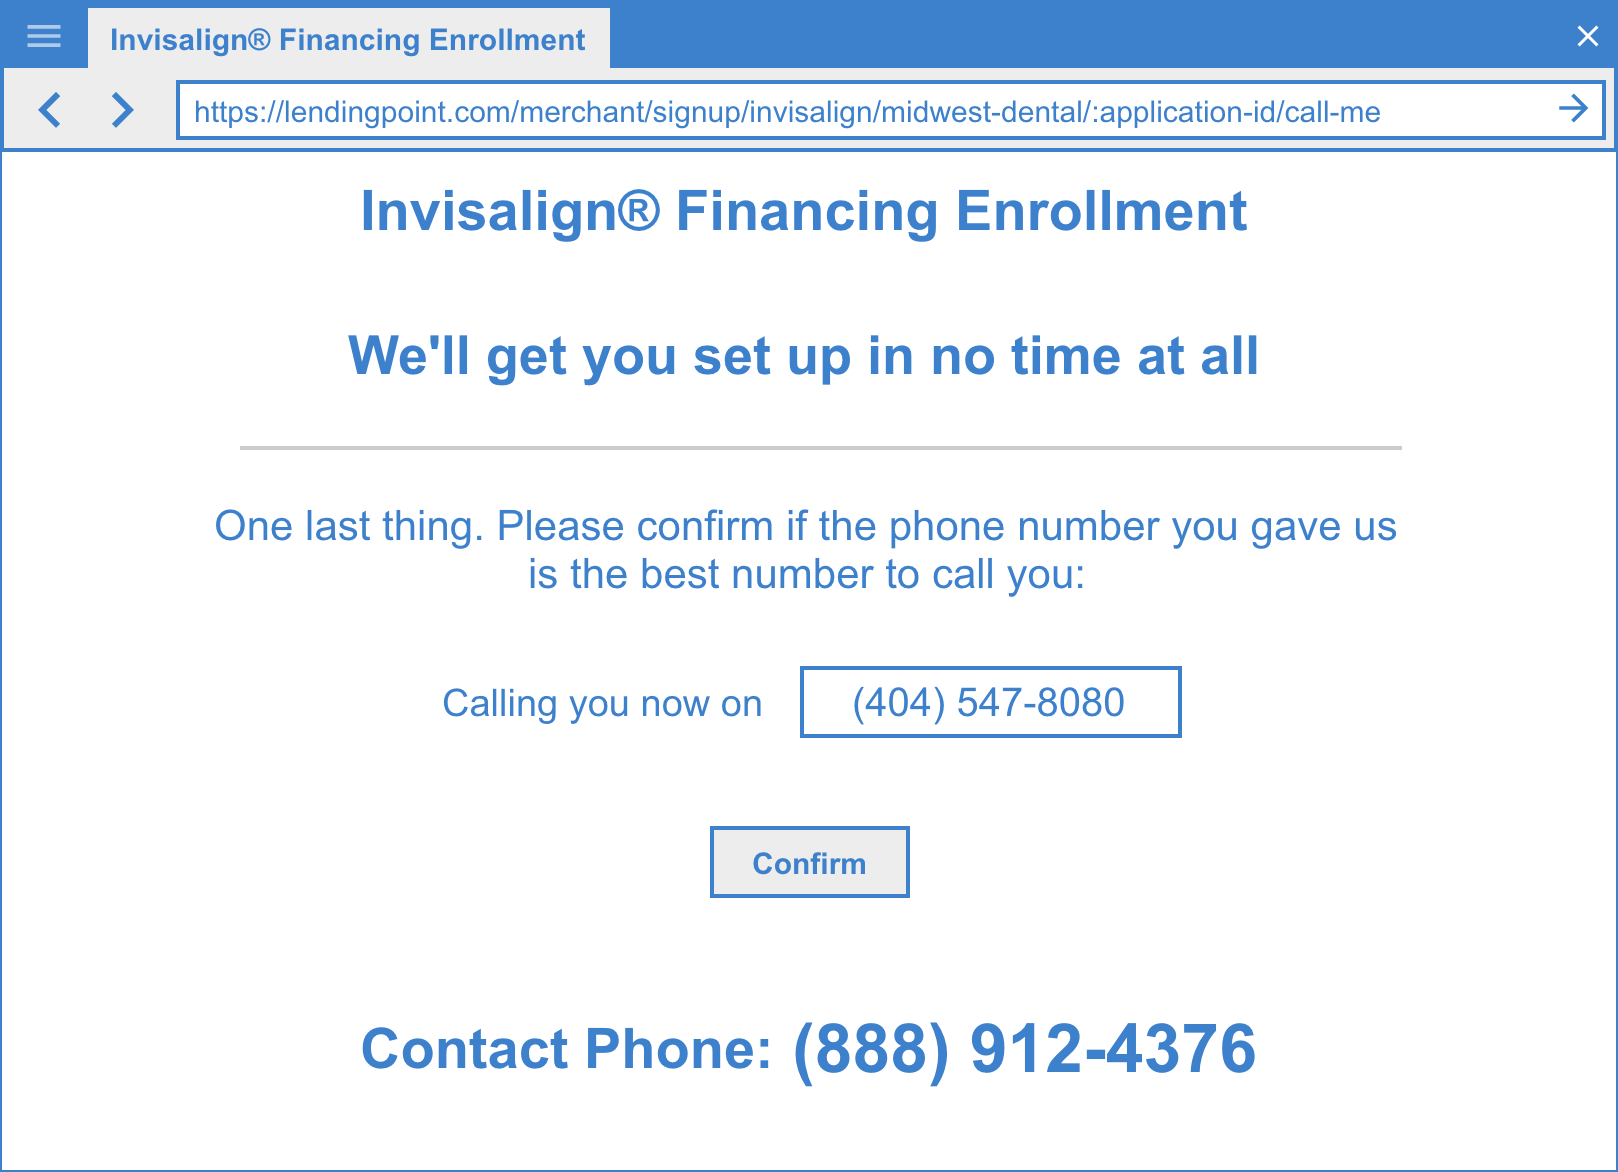 Invisalign® Financing Enrollment
https://lendingpoint.com/merchant/signup/invisalign/midwest-dental/:application-id/call-me
Invisalign® Financing Enrollment
We'll get you set up in no time at all
One last thing. Please confirm if the phone number you gave us
is the best number to call you:
Calling you now on (404) 547-8080
Confirm
Contact Phone: (888) 912-4376